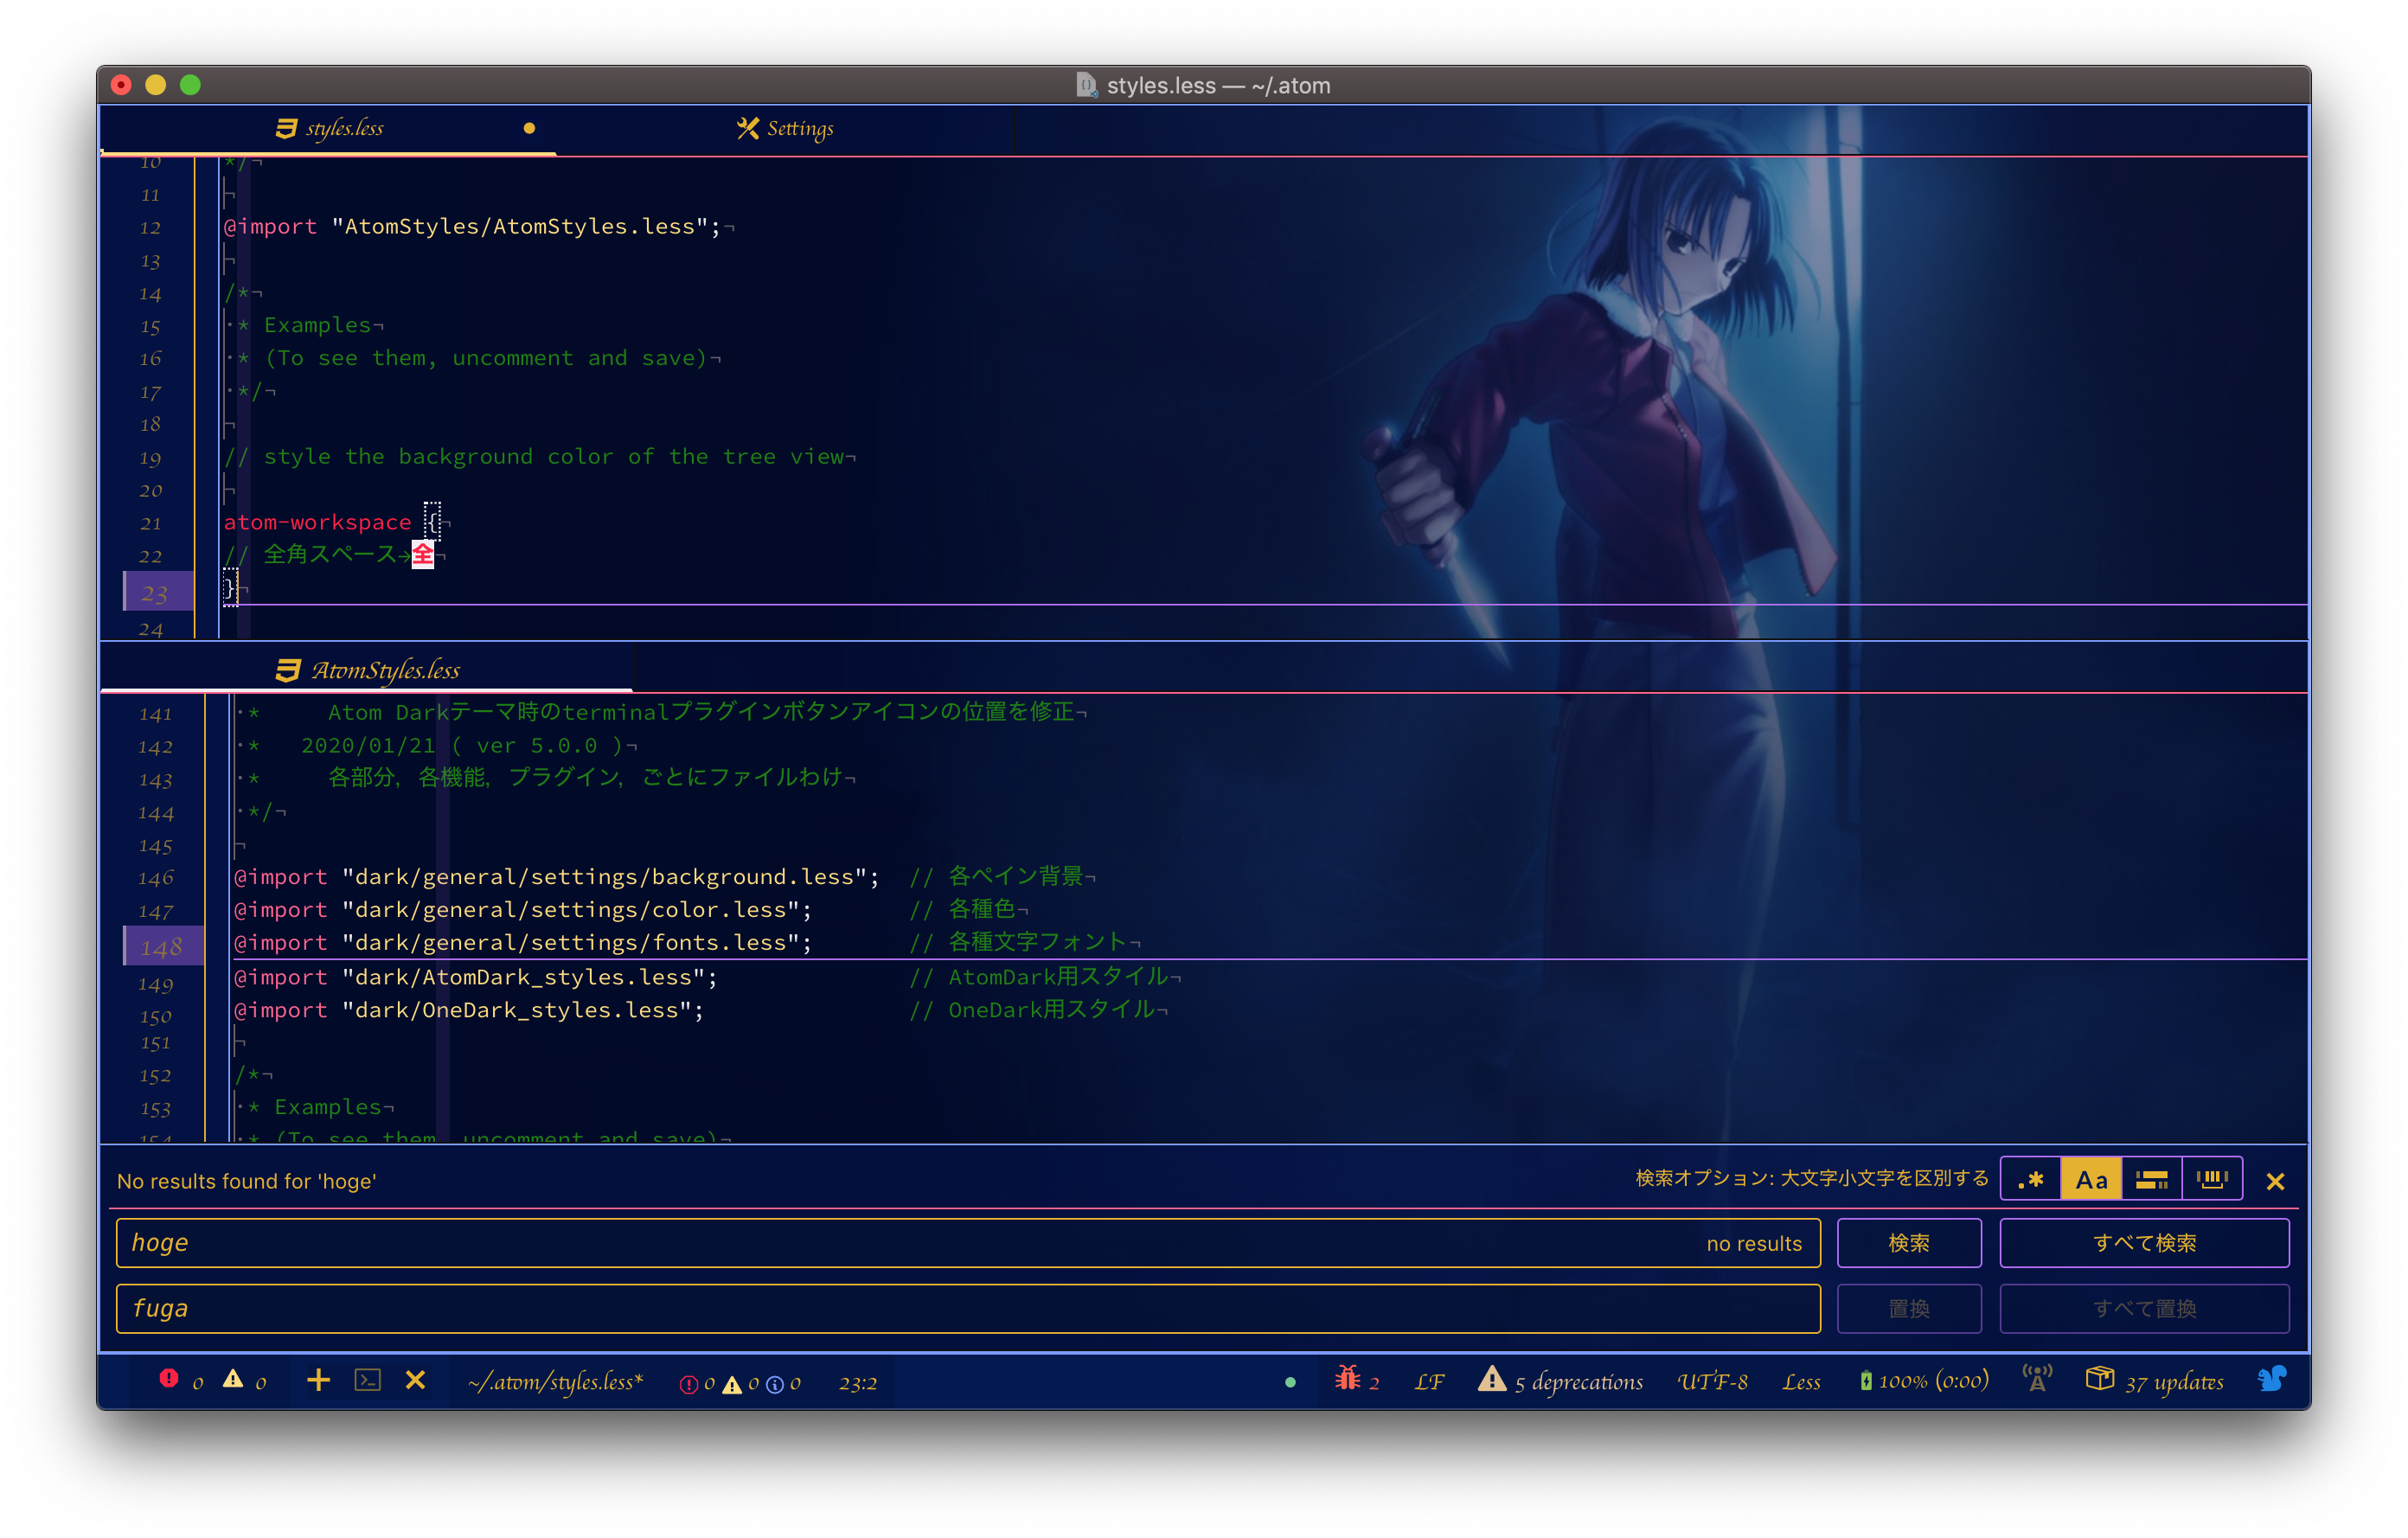 styles.less — ~/.atom
styles.less
Settings
10 */¬
11 ¬
12 @import "AtomStyles/AtomStyles.less";¬
13 ¬
14 /*¬
15 ·* Examples¬
16 ·* (To see them, uncomment and save)¬
17 ·*/¬
18 ¬
19 // style the background color of the tree view¬
20 ¬
21 atom-workspace {¬
22 // 全角スペース→全¬
23 }¬
24
AtomStyles.less
141 ·*     Atom Darkテーマ時のterminalプラグインボタンアイコンの位置を修正¬
142 ·*   2020/01/21 ( ver 5.0.0 )¬
143 ·*     各部分, 各機能, プラグイン, ごとにファイルわけ¬
144 ·*/¬
145 ¬
146 @import "dark/general/settings/background.less";  // 各ペイン背景¬
147 @import "dark/general/settings/color.less";       // 各種色¬
148 @import "dark/general/settings/fonts.less";       // 各種文字フォント¬
149 @import "dark/AtomDark_styles.less";              // AtomDark用スタイル¬
150 @import "dark/OneDark_styles.less";               // OneDark用スタイル¬
151 ¬
152 /*¬
153 ·* Examples¬
154 ·* (To see them, uncomment and save)¬
No results found for 'hoge'
検索オプション: 大文字小文字を区別する
.* Aa
hoge
no results
検索
すべて検索
fuga
置換
すべて置換
0 0 ~/.atom/styles.less* 0 0 0 23:2
2 LF 5 deprecations UTF-8 Less 100% (0:00) 37 updates